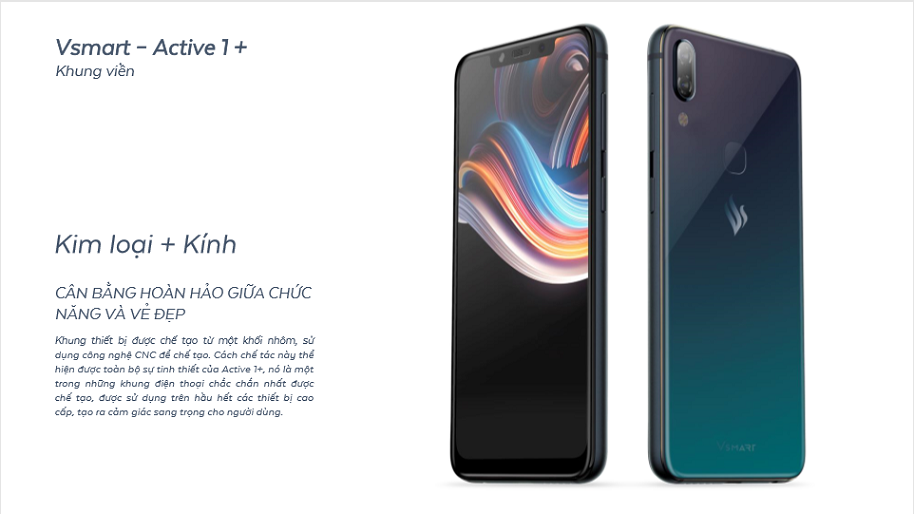 Vsmart – Active 1 +
Khung viền
Kim loại + Kính
CÂN BẰNG HOÀN HẢO GIỮA CHỨC
NĂNG VÀ VẺ ĐẸP
Khung thiết bị được chế tạo từ một khối nhôm, sử
dụng công nghệ CNC để chế tạo. Cách chế tác này thể
hiện được toàn bộ sự tinh thiết của Active 1+, nó là một
trong những khung điện thoại chắc chắn nhất được
chế tạo, được sử dụng trên hầu hết các thiết bị cao
cấp, tạo ra cảm giác sang trọng cho người dùng.
VSMART